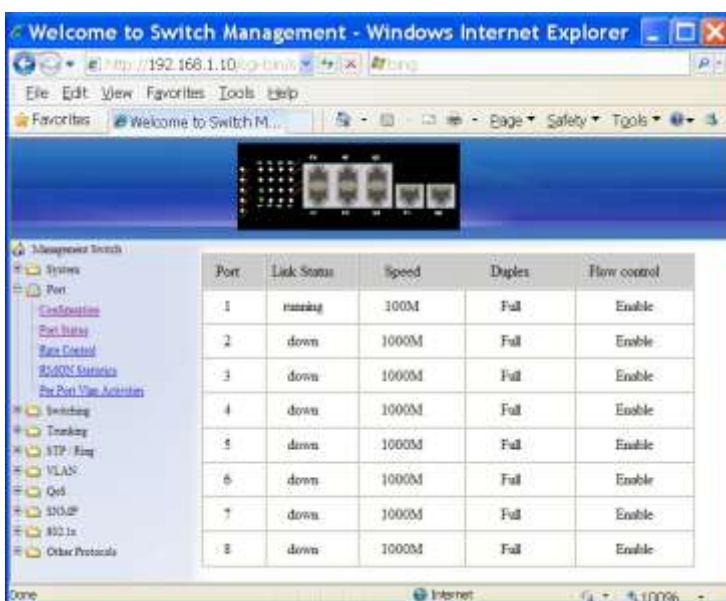 Welcome to Switch Management - Windows Internet Explorer
http://192.168.1.10/cgi-bin/s
bing
File Edit View Favorites Tools Help
Favorites Welcome to Switch M... Page Safety Tools
Management Switch
System
Port
Configuration
Port Status
Rate Control
RMON Statistics
Per Port Vlan Activities
Switching
Trunking
STP / Ring
VLAN
QoS
SNMP
802.1x
Other Protocols
Port Link Status Speed Duplex Flow control
1 running 100M Full Enable
2 down 1000M Full Enable
3 down 1000M Full Enable
4 down 1000M Full Enable
5 down 1000M Full Enable
6 down 1000M Full Enable
7 down 1000M Full Enable
8 down 1000M Full Enable
Done Internet 100%